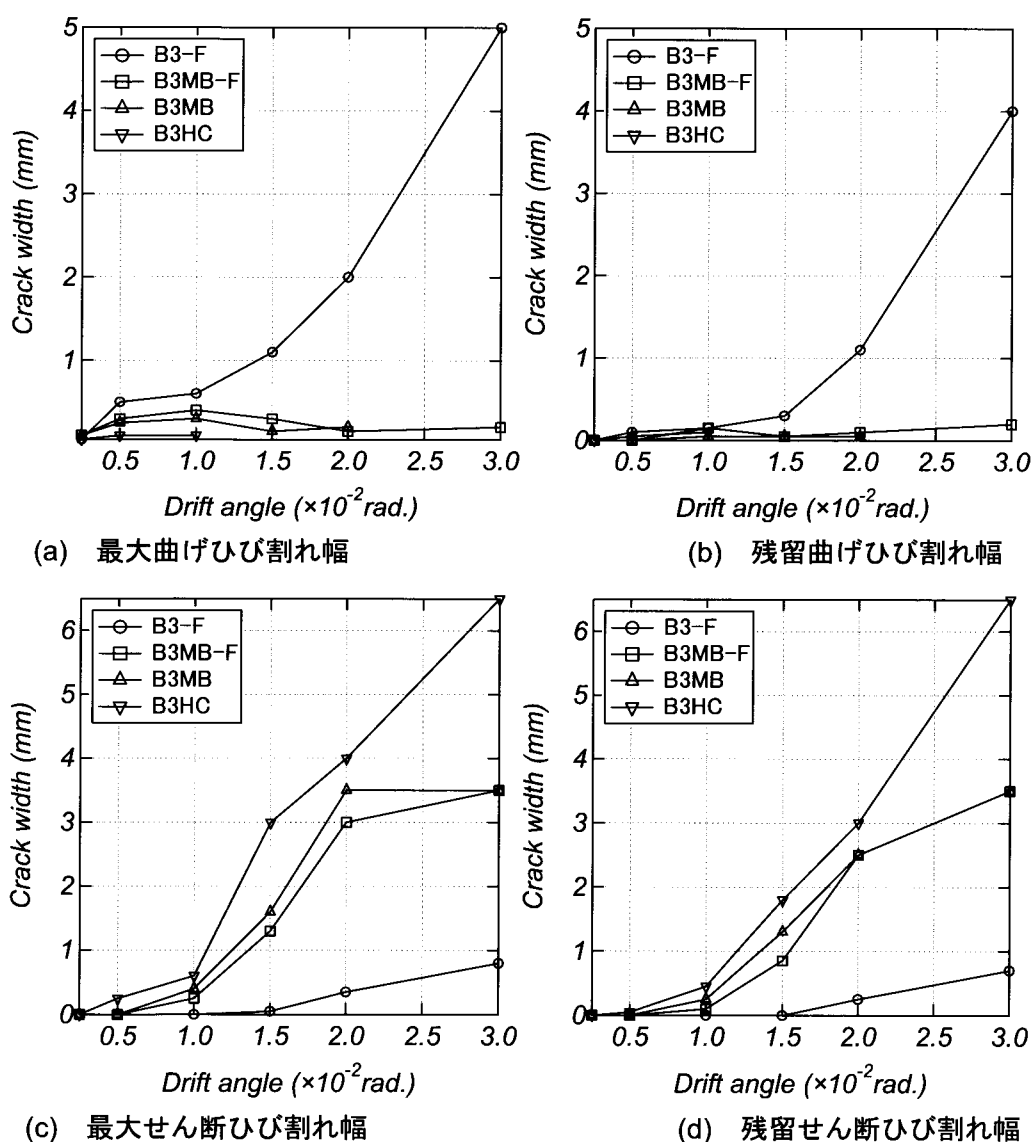 5
4
3
2
1
Crack width (mm)
B3-F
B3MB-F
B3MB
B3HC
0.5 1.0 1.5 2.0 2.5 3.0
Drift angle (×10⁻²rad.)
(a) 最大曲げひび割れ幅
5
4
3
2
1
0
Crack width (mm)
B3-F
B3MB-F
B3MB
B3HC
0.5 1.0 1.5 2.0 2.5 3.0
Drift angle (×10⁻²rad.)
(b) 残留曲げひび割れ幅
6
5
4
3
2
1
0
Crack width (mm)
B3-F
B3MB-F
B3MB
B3HC
0.5 1.0 1.5 2.0 2.5 3.0
Drift angle (×10⁻²rad.)
(c) 最大せん断ひび割れ幅
6
5
4
3
2
1
0
Crack width (mm)
B3-F
B3MB-F
B3MB
B3HC
0.5 1.0 1.5 2.0 2.5 3.0
Drift angle (×10⁻²rad.)
(d) 残留せん断ひび割れ幅